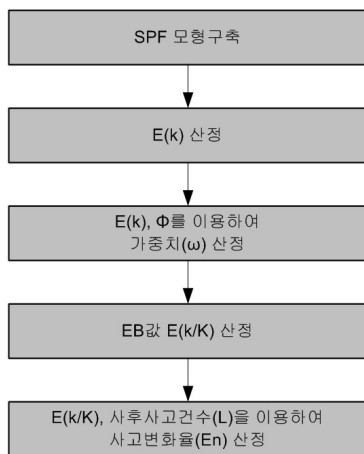 SPF 모형구축
E(k) 산정
E(k), Φ를 이용하여
가중치(ω) 산정
EB값 E(k/K) 산정
E(k/K), 사후사고건수(L)을 이용하여
사고변화율(En) 산정